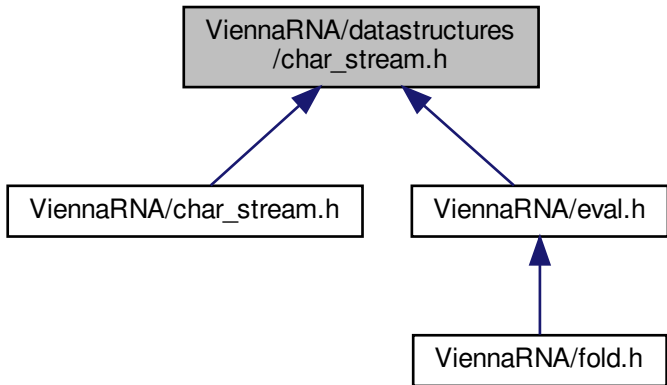 ViennaRNA/datastructures
/char_stream.h
ViennaRNA/char_stream.h
ViennaRNA/eval.h
ViennaRNA/fold.h